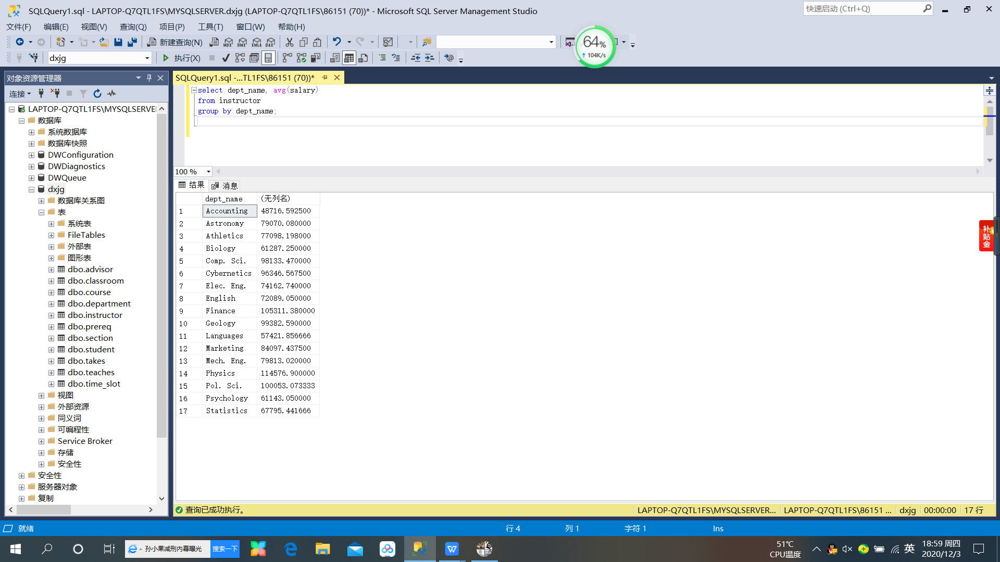 SQLQuery1.sql - LAPTOP-Q7QTL1FS\MYSQLSERVER.dxjg (LAPTOP-Q7QTL1FS\86151 (70))* - Microsoft SQL Server Management Studio
快速启动 (Ctrl+Q)
文件(F) 编辑(E) 视图(V) 查询(Q) 项目(P) 工具(T) 窗口(W) 帮助(H)
新建查询(N) MDX DMX XMLA DAX
64%
104K/s
dxjg 执行(X)
对象资源管理器
连接
LAPTOP-Q7QTL1FS\MYSQLSERVE
数据库
系统数据库
数据库快照
DWConfiguration
DWDiagnostics
DWQueue
dxjg
数据库关系图
表
系统表
FileTables
外部表
图形表
dbo.advisor
dbo.classroom
dbo.course
dbo.department
dbo.instructor
dbo.prereq
dbo.section
dbo.student
dbo.takes
dbo.teaches
dbo.time_slot
视图
外部资源
同义词
可编程性
Service Broker
存储
安全性
安全性
服务器对象
复制
SQLQuery1.sql -...TL1FS\86151 (70))*
select dept_name, avg(salary)
from instructor
group by dept_name;
100 %
结果 消息
dept_name (无列名)
1 Accounting 48716.592500
2 Astronomy 79070.080000
3 Athletics 77098.198000
4 Biology 61287.250000
5 Comp. Sci. 98133.470000
6 Cybernetics 96346.567500
7 Elec. Eng. 74162.740000
8 English 72089.050000
9 Finance 105311.380000
10 Geology 99382.590000
11 Languages 57421.856666
12 Marketing 84097.437500
13 Mech. Eng. 79813.020000
14 Physics 114576.900000
15 Pol. Sci. 100053.073333
16 Psychology 61143.050000
17 Statistics 67795.441666
补贴金
查询已成功执行。 LAPTOP-Q7QTL1FS\MYSQLSERVER... LAPTOP-Q7QTL1FS\86151 ... dxjg 00:00:00 17 行
就绪 行 4 列 1 字符 1 Ins
孙小果减刑内幕曝光 搜索一下
51℃
CPU温度
英
18:59 周四
2020/12/3